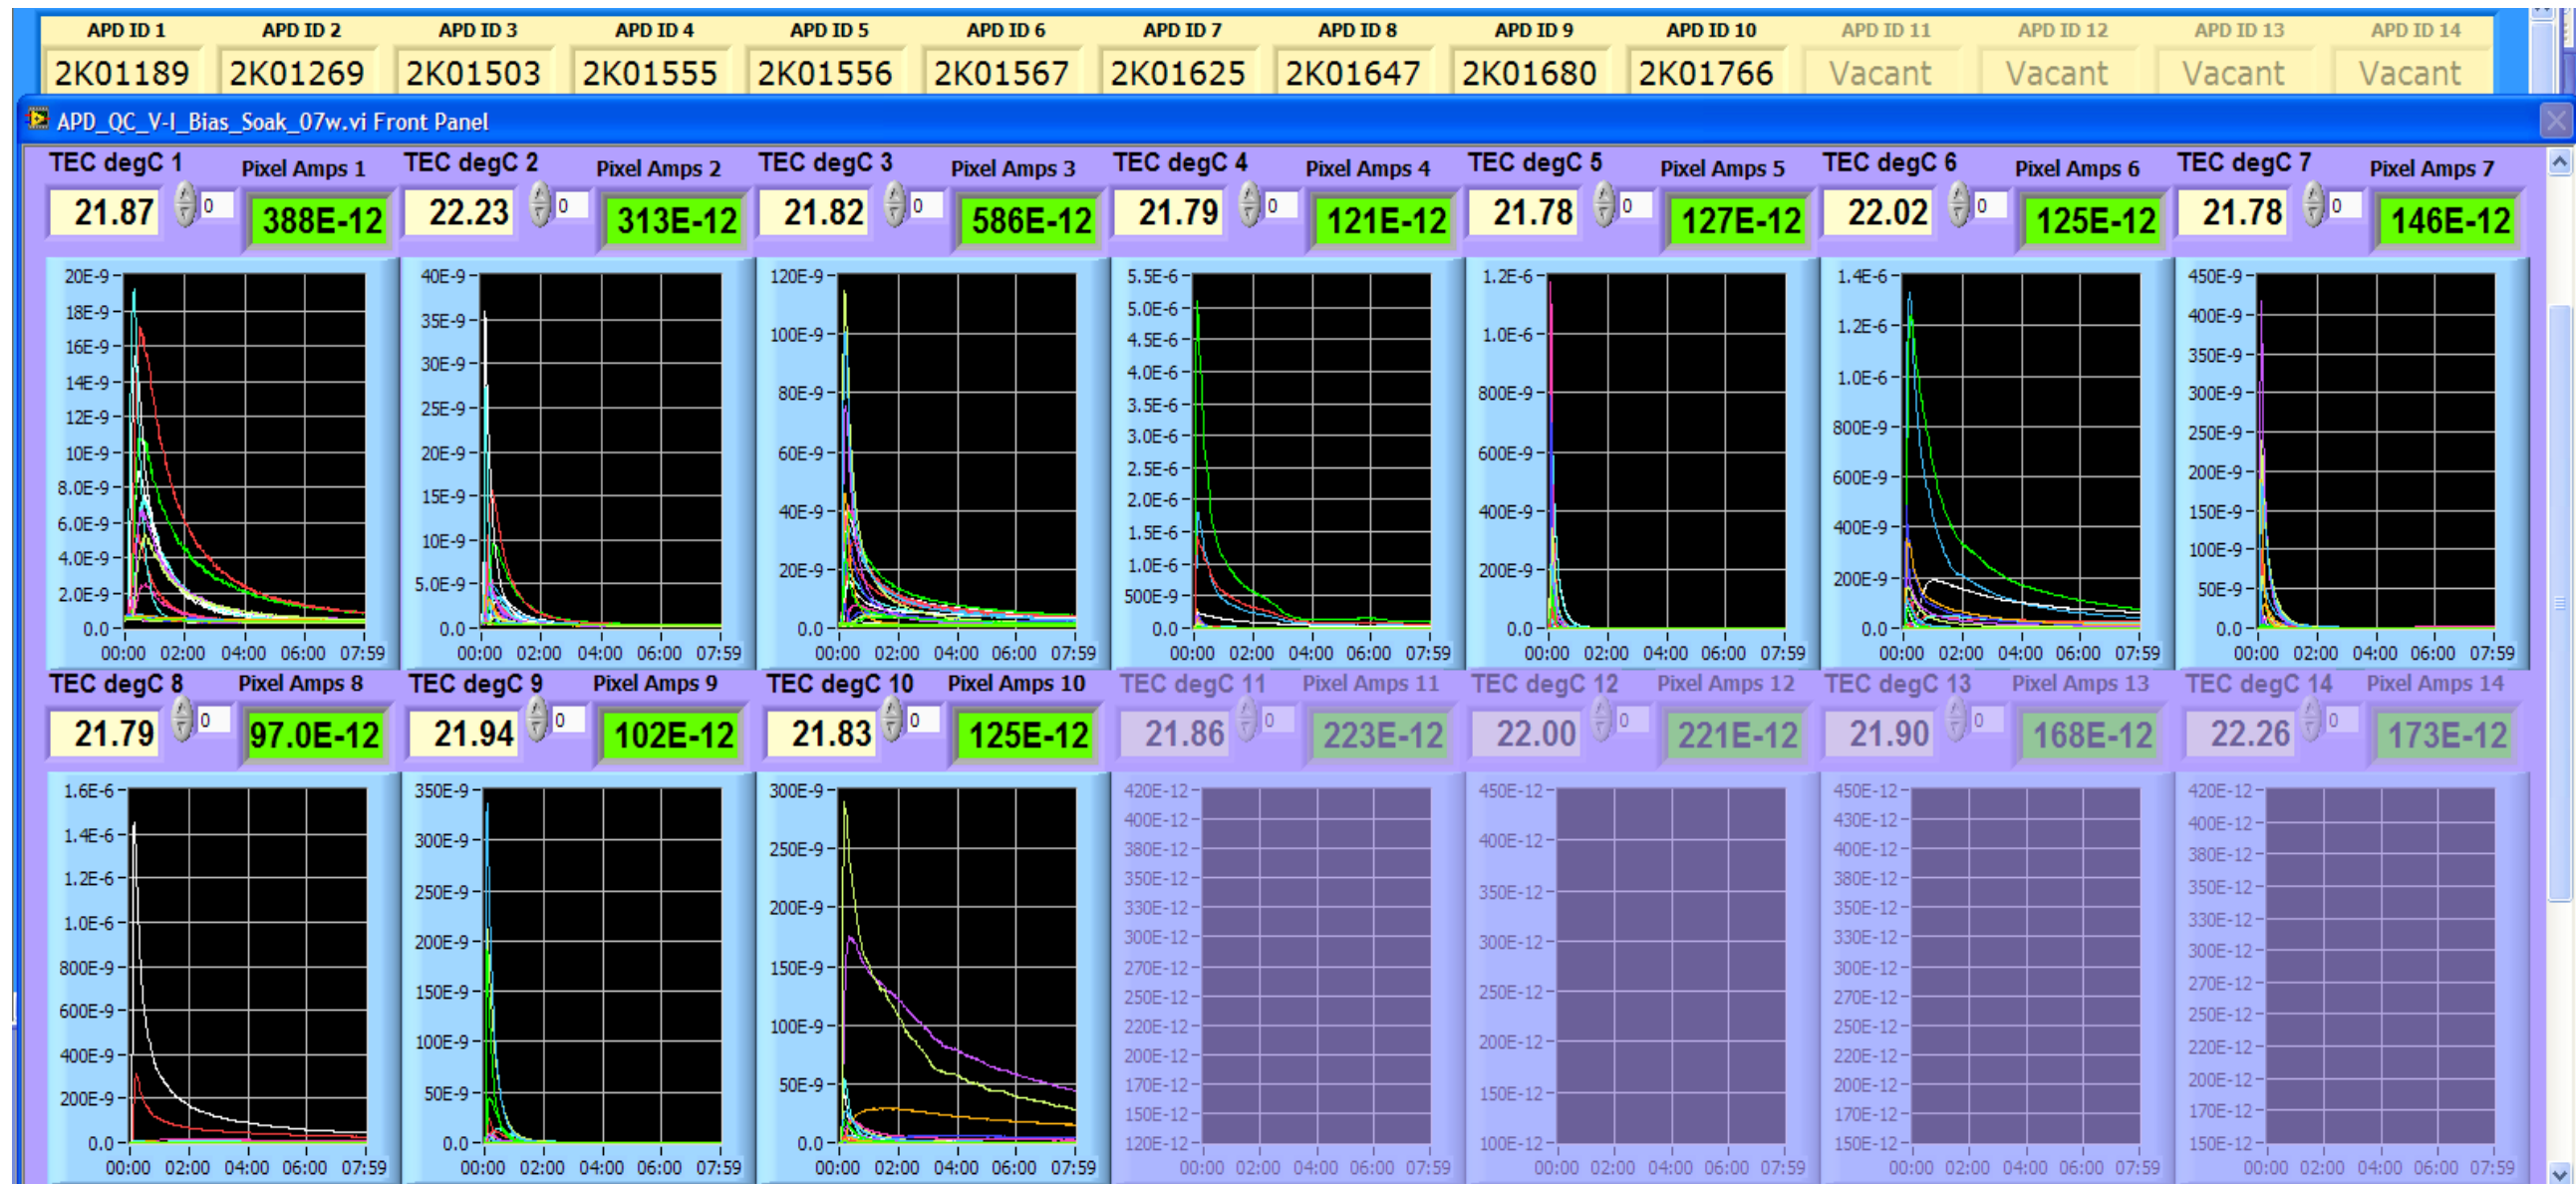 APD ID 1 APD ID 2 APD ID 3 APD ID 4 APD ID 5 APD ID 6 APD ID 7 APD ID 8 APD ID 9 APD ID 10 APD ID 11 APD ID 12 APD ID 13 APD ID 14
2K01189 2K01269 2K01503 2K01555 2K01556 2K01567 2K01625 2K01647 2K01680 2K01766 Vacant Vacant Vacant Vacant
APD_QC_V-I_Bias_Soak_07w.vi Front Panel
TEC degC 1 Pixel Amps 1 TEC degC 2 Pixel Amps 2 TEC degC 3 Pixel Amps 3 TEC degC 4 Pixel Amps 4 TEC degC 5 Pixel Amps 5 TEC degC 6 Pixel Amps 6 TEC degC 7 Pixel Amps 7
21.87 0 388E-12 22.23 0 313E-12 21.82 0 586E-12 21.79 0 121E-12 21.78 0 127E-12 22.02 0 125E-12 21.78 0 146E-12
20E-9
18E-9
16E-9
14E-9
12E-9
10E-9
8.0E-9
6.0E-9
4.0E-9
2.0E-9
0.0
00:00 02:00 04:00 06:00 07:59
40E-9
35E-9
30E-9
25E-9
20E-9
15E-9
10E-9
5.0E-9
0.0
00:00 02:00 04:00 06:00 07:59
120E-9
100E-9
80E-9
60E-9
40E-9
20E-9
0.0
00:00 02:00 04:00 06:00 07:59
5.5E-6
5.0E-6
4.5E-6
4.0E-6
3.5E-6
3.0E-6
2.5E-6
2.0E-6
1.5E-6
1.0E-6
500E-9
0.0
00:00 02:00 04:00 06:00 07:59
1.2E-6
1.0E-6
800E-9
600E-9
400E-9
200E-9
0.0
00:00 02:00 04:00 06:00 07:59
1.4E-6
1.2E-6
1.0E-6
800E-9
600E-9
400E-9
200E-9
0.0
00:00 02:00 04:00 06:00 07:59
450E-9
400E-9
350E-9
300E-9
250E-9
200E-9
150E-9
100E-9
50E-9
0.0
00:00 02:00 04:00 06:00 07:59
TEC degC 8 Pixel Amps 8 TEC degC 9 Pixel Amps 9 TEC degC 10 Pixel Amps 10 TEC degC 11 Pixel Amps 11 TEC degC 12 Pixel Amps 12 TEC degC 13 Pixel Amps 13 TEC degC 14 Pixel Amps 14
21.79 0 97.0E-12 21.94 0 102E-12 21.83 0 125E-12 21.86 0 223E-12 22.00 0 221E-12 21.90 0 168E-12 22.26 0 173E-12
1.6E-6
1.4E-6
1.2E-6
1.0E-6
800E-9
600E-9
400E-9
200E-9
0.0
00:00 02:00 04:00 06:00 07:59
350E-9
300E-9
250E-9
200E-9
150E-9
100E-9
50E-9
0.0
00:00 02:00 04:00 06:00 07:59
300E-9
250E-9
200E-9
150E-9
100E-9
50E-9
0.0
00:00 02:00 04:00 06:00 07:59
420E-12
400E-12
380E-12
350E-12
330E-12
300E-12
270E-12
250E-12
220E-12
200E-12
170E-12
150E-12
120E-12
00:00 02:00 04:00 06:00 07:59
450E-12
400E-12
350E-12
300E-12
250E-12
200E-12
150E-12
100E-12
00:00 02:00 04:00 06:00 07:59
450E-12
430E-12
400E-12
380E-12
350E-12
330E-12
300E-12
270E-12
250E-12
220E-12
200E-12
170E-12
150E-12
00:00 02:00 04:00 06:00 07:59
420E-12
400E-12
380E-12
350E-12
330E-12
300E-12
270E-12
250E-12
220E-12
200E-12
170E-12
150E-12
00:00 02:00 04:00 06:00 07:59